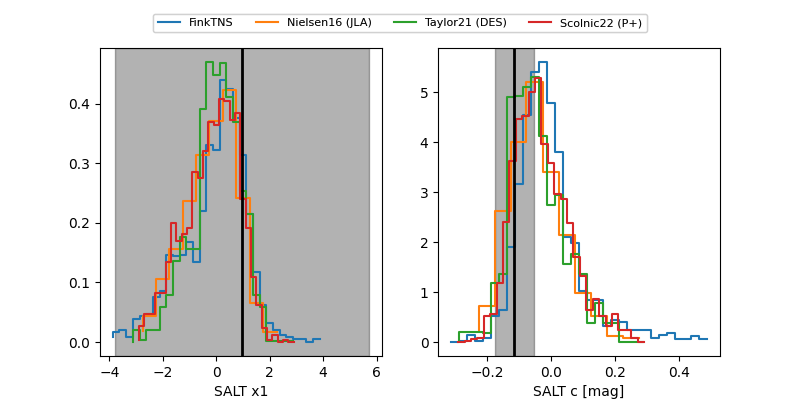 FinkTNS Nielsen16 (JLA) Taylor21 (DES) Scolnic22 (P+)
0.4
0.3
0.2
0.1
0.0
−4 −2 0 2 4 6
SALT x1
5
4
3
2
1
0
−0.2 0.0 0.2 0.4
SALT c [mag]